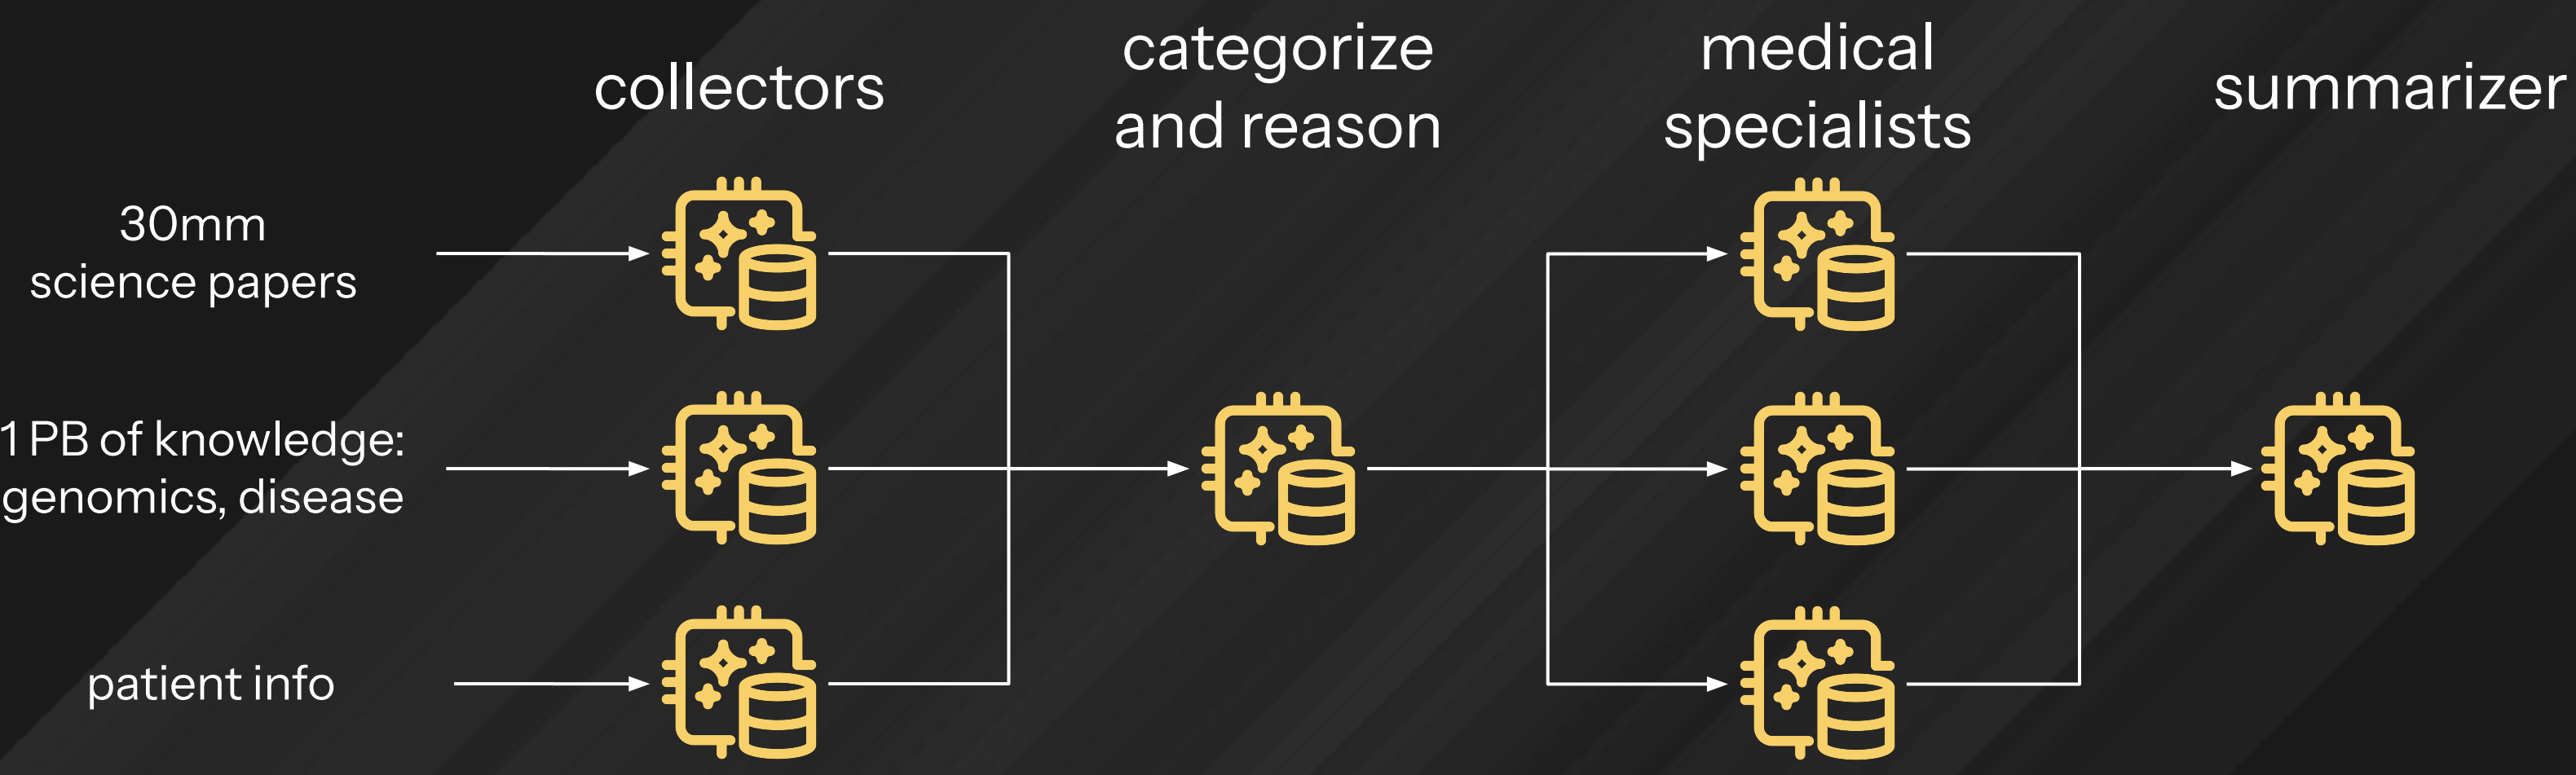 collectors
categorize
and reason
medical
specialists
summarizer
30mm
science papers
1 PB of knowledge:
genomics, disease
patient info